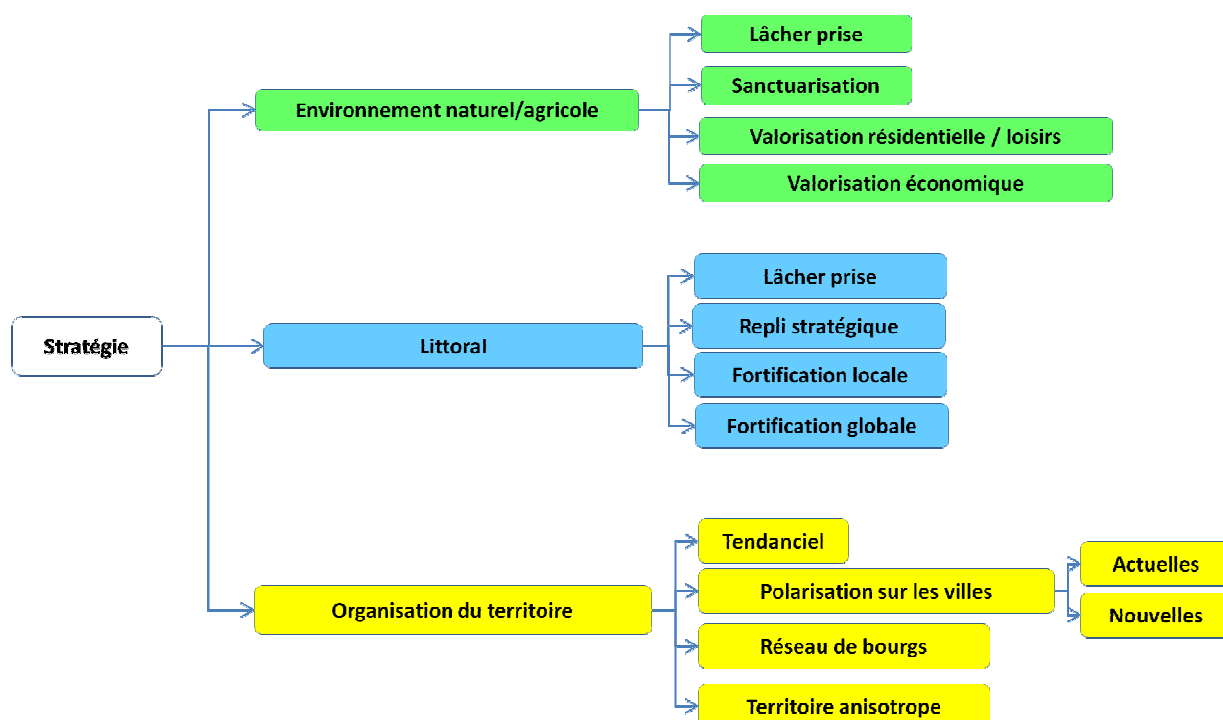 Stratégie
Environnement naturel/agricole
Lâcher prise
Sanctuarisation
Valorisation résidentielle / loisirs
Valorisation économique
Littoral
Lâcher prise
Repli stratégique
Fortification locale
Fortification globale
Organisation du territoire
Tendanciel
Polarisation sur les villes
Actuelles
Nouvelles
Réseau de bourgs
Territoire anisotrope